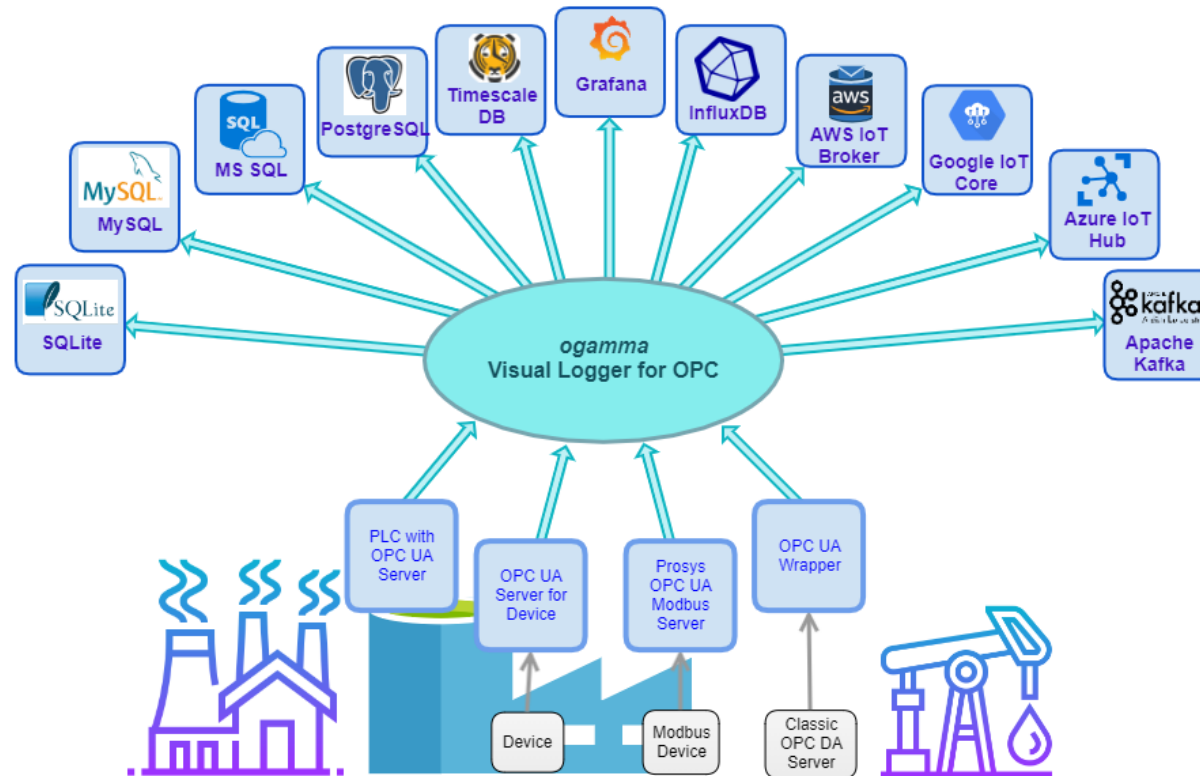 Grafana
Timescale
DB
InfluxDB
PostgreSQL
aws
AWS IoT
Broker
SQL
MS SQL
Google IoT
Core
MySQL
MySQL
Azure IoT
Hub
SQLite
SQLite
kafka
Apache
Kafka
ogamma
Visual Logger for OPC
PLC with
OPC UA
Server
OPC UA
Server for
Device
Prosys
OPC UA
Modbus
Server
OPC UA
Wrapper
Device
Modbus
Device
Classic
OPC DA
Server